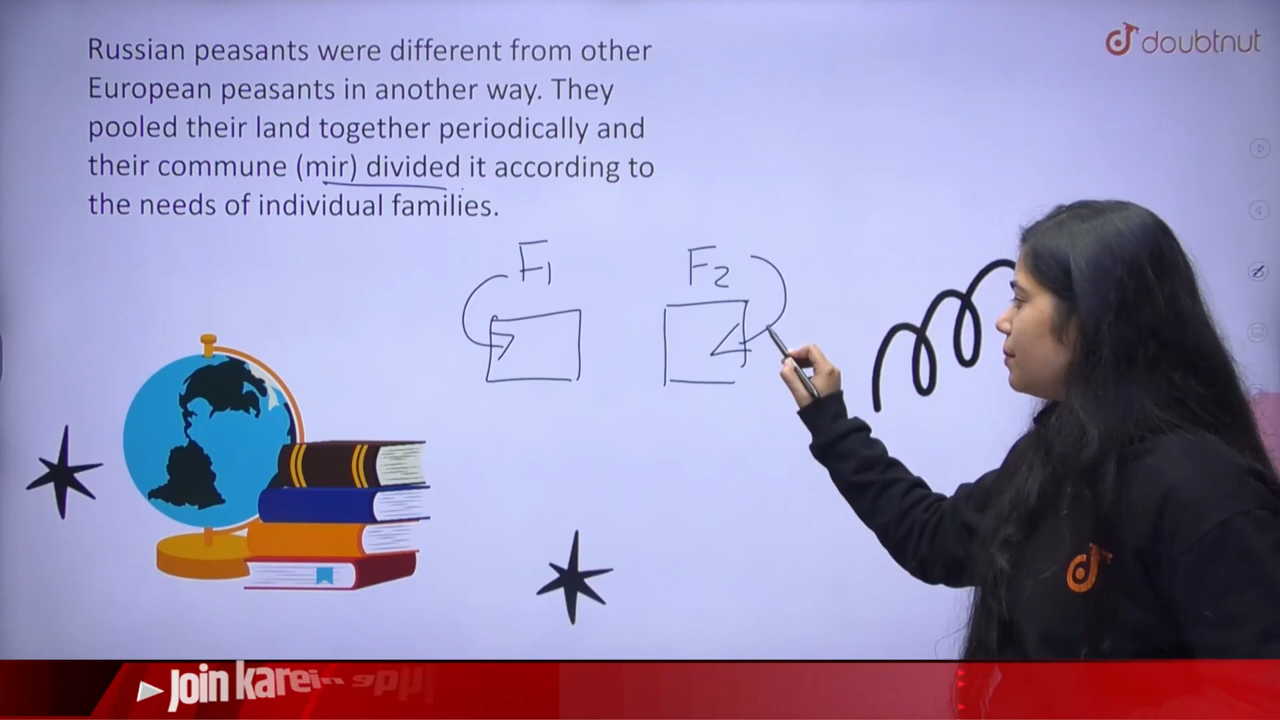 doubtnut
Russian peasants were different from other
European peasants in another way. They
pooled their land together periodically and
their commune (mir) divided it according to
the needs of individual families.
F1 F2
Join karein app